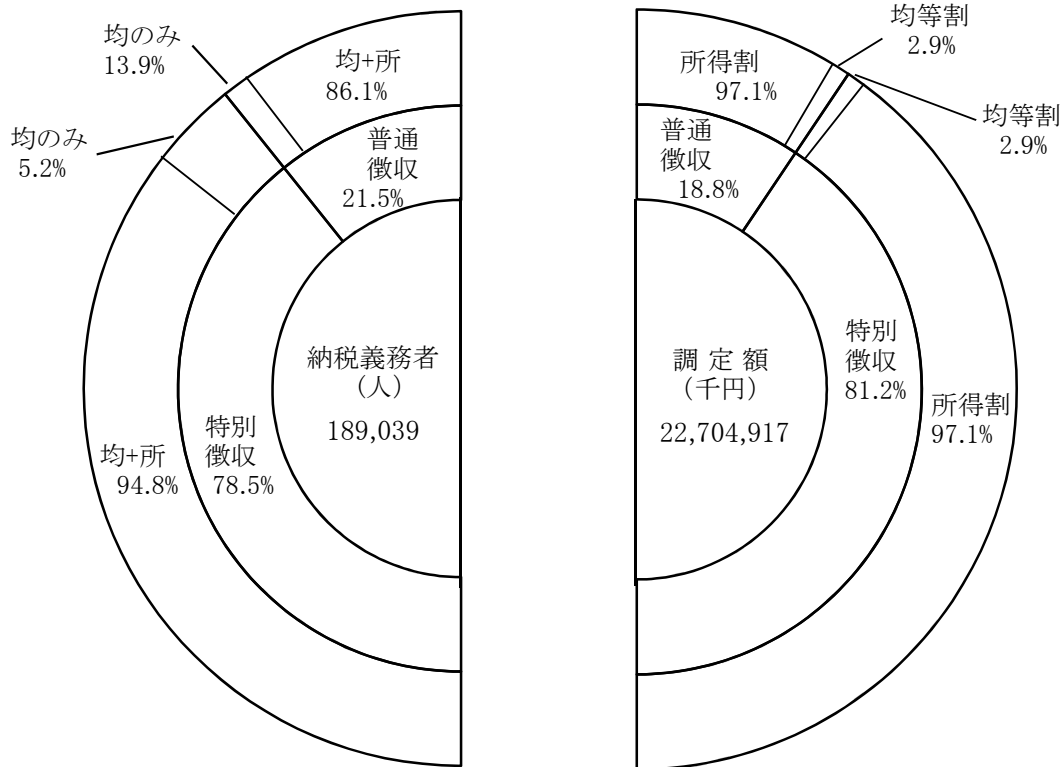 均のみ
13.9%
均+所
86.1%
均のみ
5.2%
普通
徴収
21.5%
納税義務者
（人）
189,039
特別
徴収
78.5%
均+所
94.8%
均等割
2.9%
所得割
97.1%
均等割
2.9%
普通
徴収
18.8%
調 定 額
（千円）
22,704,917
特別
徴収
81.2%
所得割
97.1%